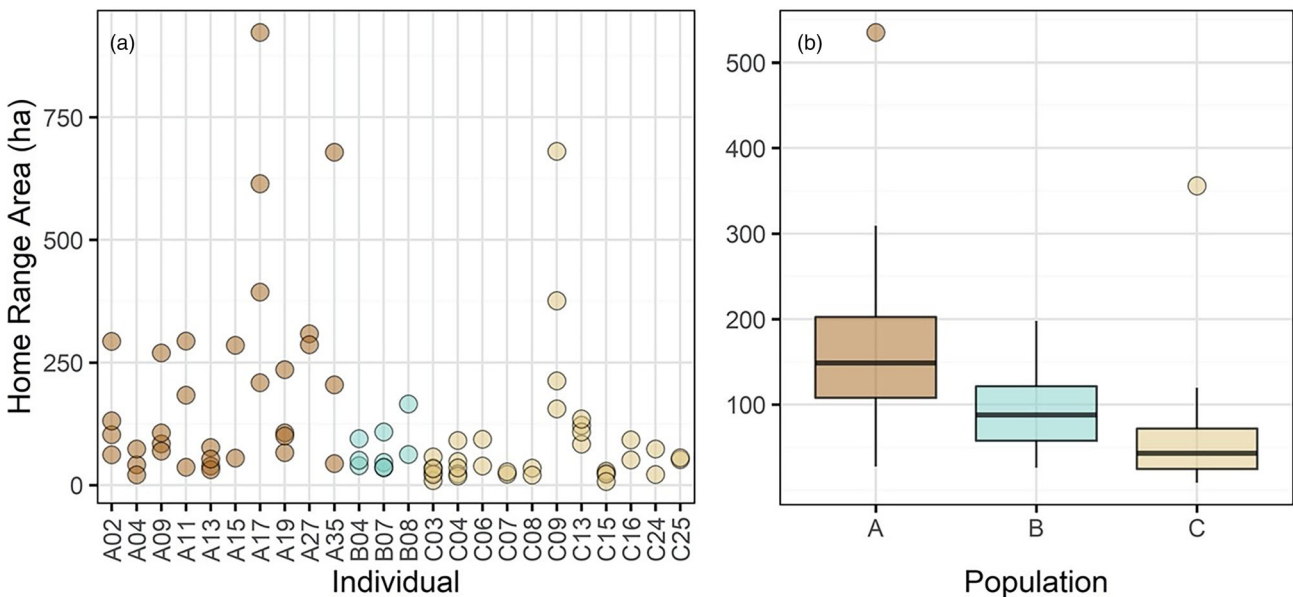 (a)
Home Range Area (ha)
750
500
250
0
A02 A04 A09 A11 A13 A15 A17 A19 A27 A35 B04 B07 B08 C03 C04 C06 C07 C08 C09 C13 C15 C16 C24 C25
Individual
(b)
500
400
300
200
100
A B C
Population